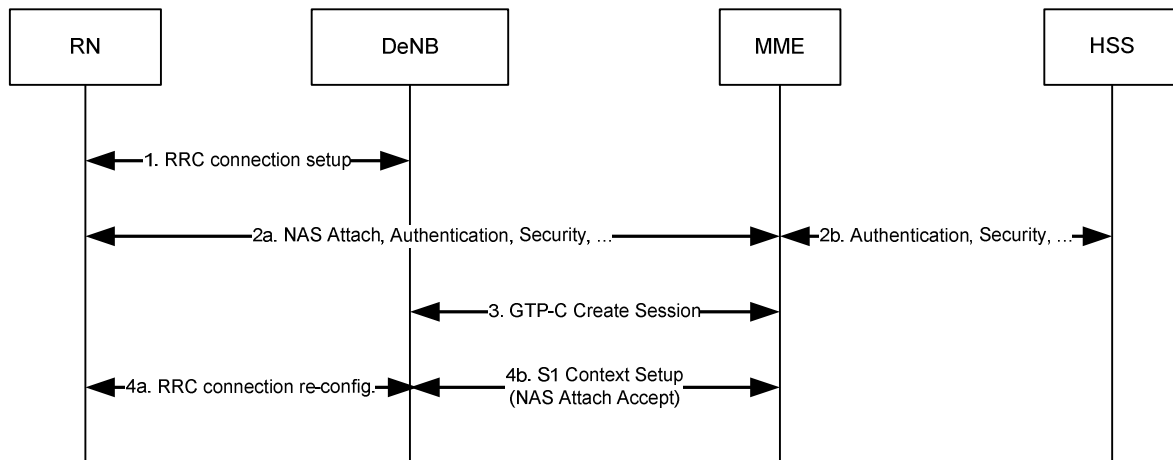 RN
DeNB
MME
HSS
1. RRC connection setup
2a. NAS Attach, Authentication, Security, ...
2b. Authentication, Security, ...
3. GTP-C Create Session
4a. RRC connection re-config.
4b. S1 Context Setup
(NAS Attach Accept)